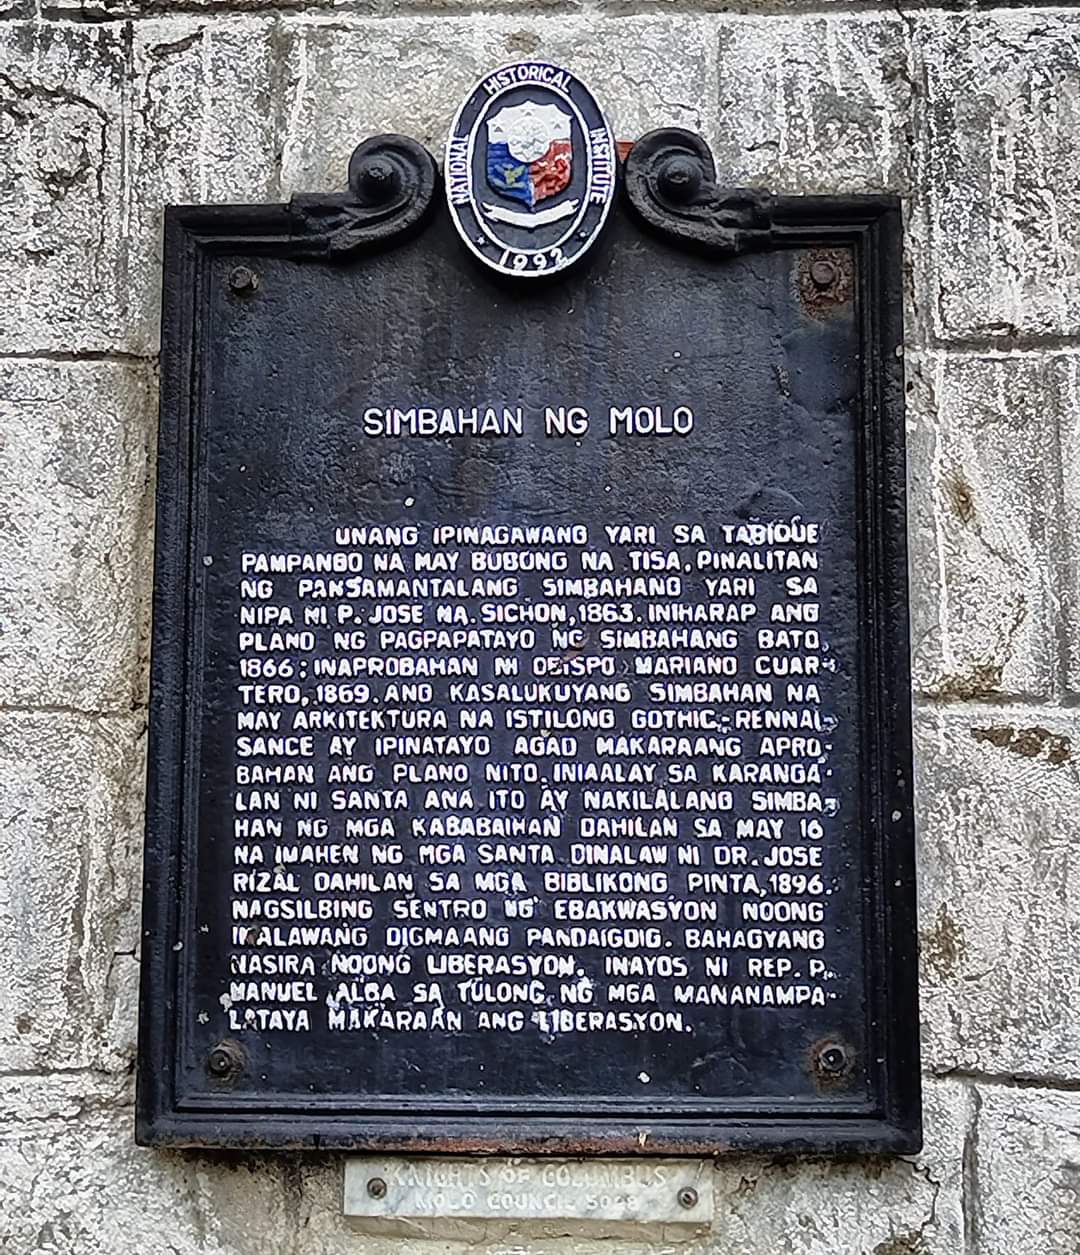 NATIONAL HISTORICAL INSTITUTE
1992
SIMBAHAN NG MOLO
UNANG IPINAGAWANG YARI SA TABIQUE
PAMPANGO NA MAY BUBONG NA TISA. PINALITAN
NG PANSAMANTALANG SIMBAHANG YARI SA
NIPA NI P. JOSE MA. SICHON, 1863. INIHARAP ANG
PLANO NG PAGPAPATAYO NG SIMBAHANG BATO,
1866; INAPROBAHAN NI OBISPO MARIANO CUAR-
TERO, 1869. ANG KASALUKUYANG SIMBAHAN NA
MAY ARKITEKTURA NA ISTILONG GOTHIC-RENNAI-
SANCE AY IPINATAYO AGAD MAKARAANG APRO-
BAHAN ANG PLANO NITO. INIAALAY SA KARANGA-
LAN NI SANTA ANA ITO AY NAKILALANG SIMBA-
HAN NG MGA KABABAIHAN DAHILAN SA MAY 16
NA IMAHEN NG MGA SANTA DINALAW NI DR. JOSE
RIZAL DAHILAN SA MGA BIBLIKONG PINTA, 1896.
NAGSILBING SENTRO NG EBAKWASYON NOONG
IKALAWANG DIGMAANG PANDAIGDIG. BAHAGYANG
NASIRA NOONG LIBERASYON. INAYOS NI REP. P.
MANUEL ALBA SA TULONG NG MGA MANANAMPA-
LATAYA MAKARAAN ANG LIBERASYON.
KNIGHTS OF COLUMBUS
MOLO COUNCIL